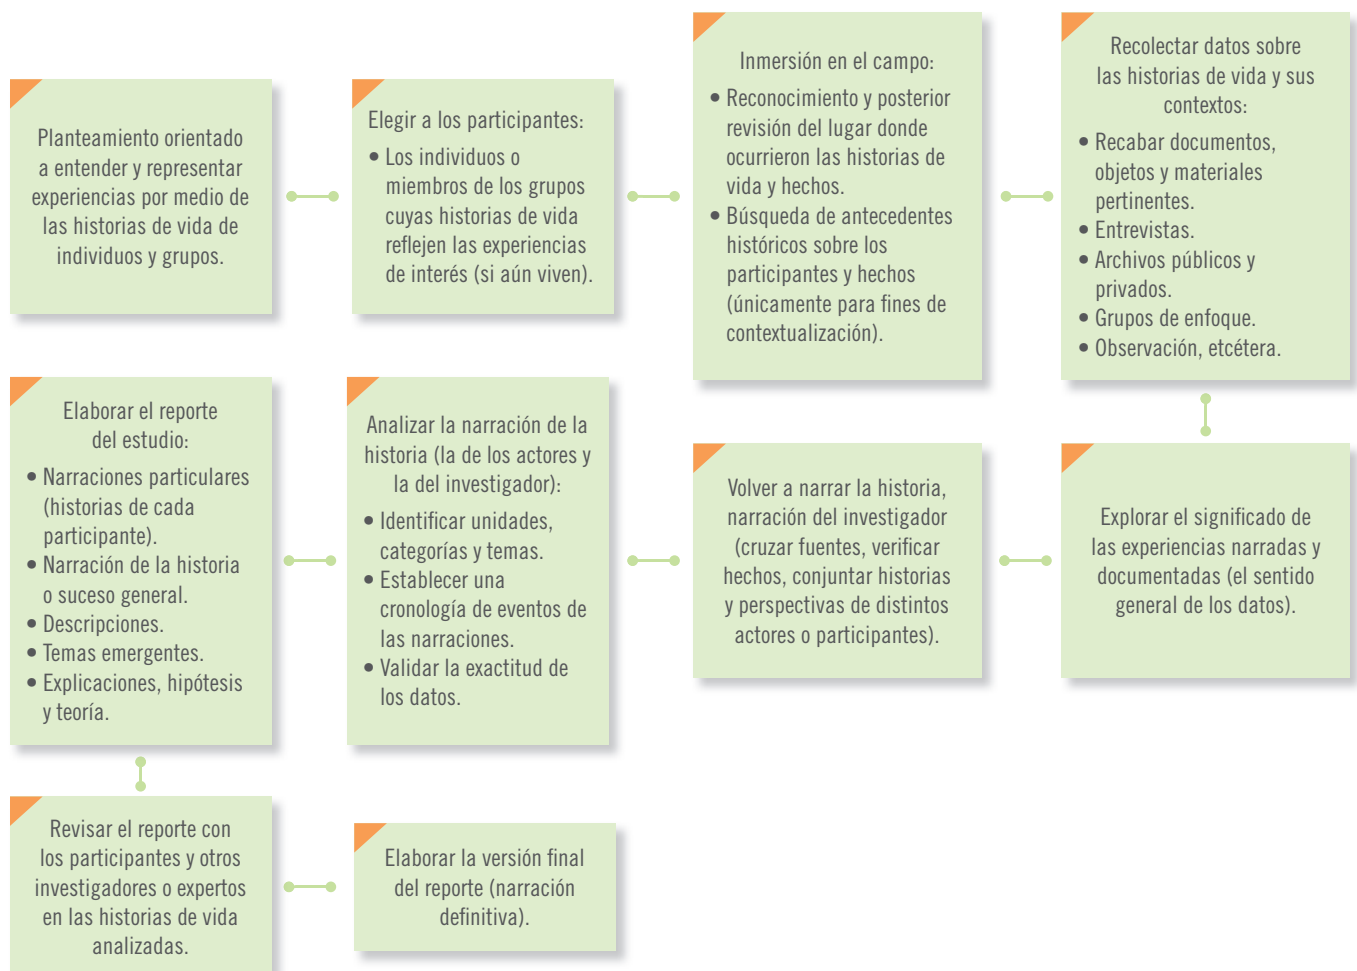 Planteamiento orientado
a entender y representar
experiencias por medio de
las historias de vida de
individuos y grupos.
Elegir a los participantes:
• Los individuos o
miembros de los grupos
cuyas historias de vida
reflejen las experiencias
de interés (si aún viven).
Inmersión en el campo:
• Reconocimiento y posterior
revisión del lugar donde
ocurrieron las historias de
vida y hechos.
• Búsqueda de antecedentes
históricos sobre los
participantes y hechos
(únicamente para fines de
contextualización).
Recolectar datos sobre
las historias de vida y sus
contextos:
• Recabar documentos,
objetos y materiales
pertinentes.
• Entrevistas.
• Archivos públicos y
privados.
• Grupos de enfoque.
• Observación, etcétera.
Explorar el significado de
las experiencias narradas y
documentadas (el sentido
general de los datos).
Volver a narrar la historia,
narración del investigador
(cruzar fuentes, verificar
hechos, conjuntar historias
y perspectivas de distintos
actores o participantes).
Analizar la narración de la
historia (la de los actores y
la del investigador):
• Identificar unidades,
categorías y temas.
• Establecer una
cronología de eventos de
las narraciones.
• Validar la exactitud de
los datos.
Elaborar el reporte
del estudio:
• Narraciones particulares
(historias de cada
participante).
• Narración de la historia
o suceso general.
• Descripciones.
• Temas emergentes.
• Explicaciones, hipótesis
y teoría.
Revisar el reporte con
los participantes y otros
investigadores o expertos
en las historias de vida
analizadas.
Elaborar la versión final
del reporte (narración
definitiva).